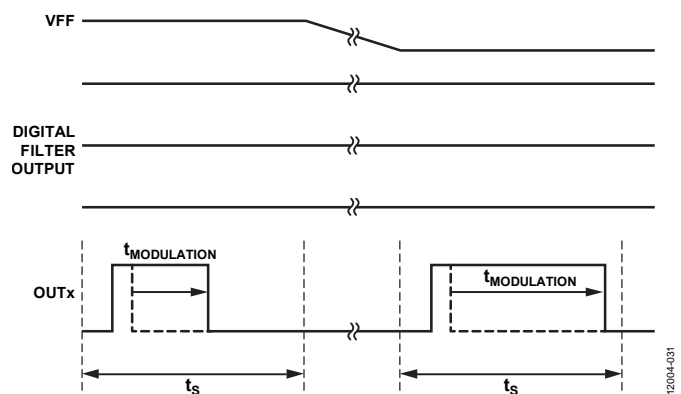 VFF
DIGITAL
FILTER
OUTPUT
OUTx
tMODULATION
tMODULATION
tS
tS
12004-031